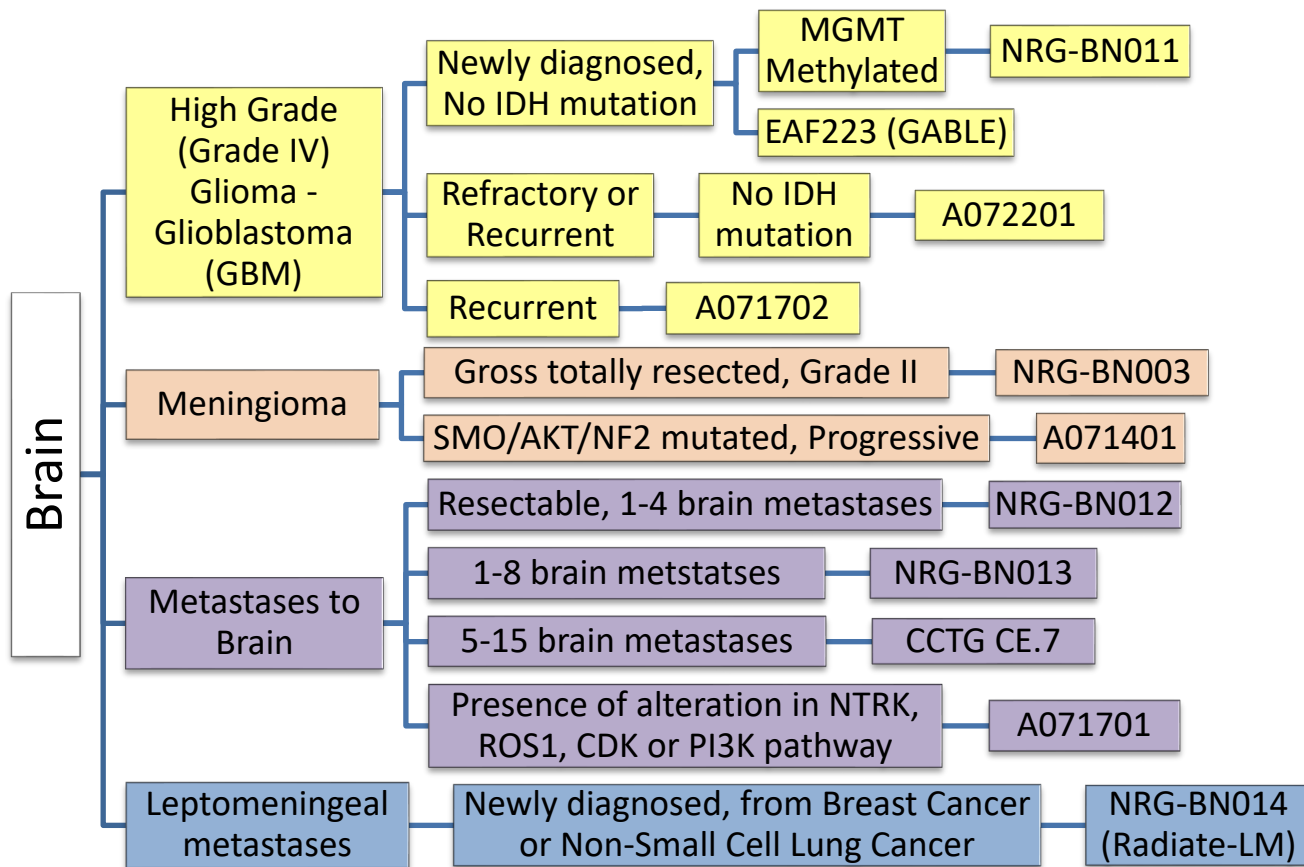 Brain
High Grade
(Grade IV)
Glioma -
Glioblastoma
(GBM)
Newly diagnosed,
No IDH mutation
MGMT
Methylated
NRG-BN011
EAF223 (GABLE)
Refractory or
Recurrent
No IDH
mutation
A072201
Recurrent
A071702
Meningioma
Gross totally resected, Grade II
NRG-BN003
SMO/AKT/NF2 mutated, Progressive
A071401
Metastases to
Brain
Resectable, 1-4 brain metastases
NRG-BN012
1-8 brain metstatses
NRG-BN013
5-15 brain metastases
CCTG CE.7
Presence of alteration in NTRK,
ROS1, CDK or PI3K pathway
A071701
Leptomeningeal
metastases
Newly diagnosed, from Breast Cancer
or Non-Small Cell Lung Cancer
NRG-BN014
(Radiate-LM)